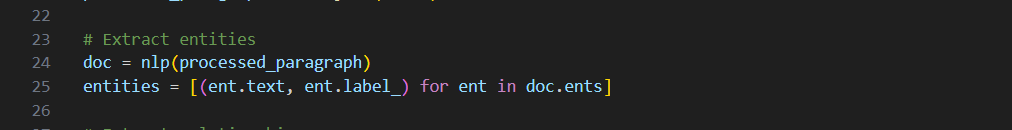 22
23 # Extract entities
24 doc = nlp(processed_paragraph)
25 entities = [(ent.text, ent.label_) for ent in doc.ents]
26